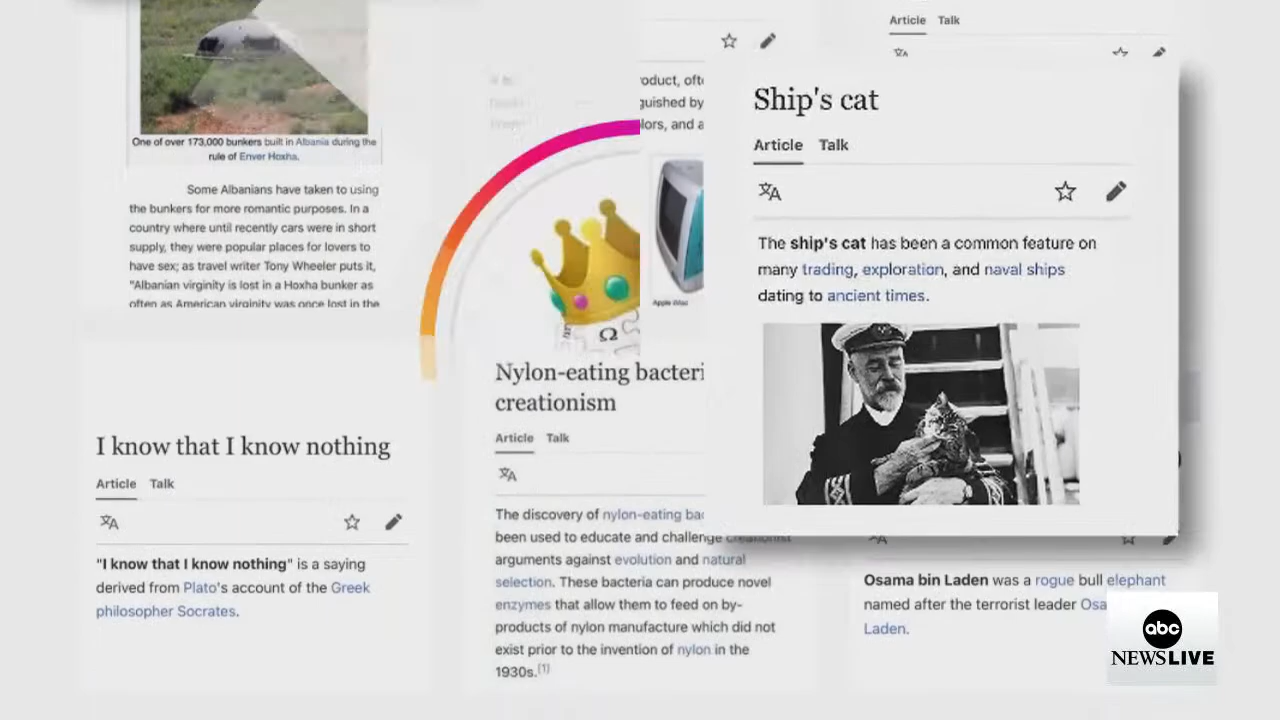 One of over 173,000 bunkers built in Albania during the
rule of Enver Hoxha.
Some Albanians have taken to using
the bunkers for more romantic purposes. In a
country where until recently cars were in short
supply, they were popular places for lovers to
have sex; as travel writer Tony Wheeler puts it,
"Albanian virginity is lost in a Hoxha bunker as
often as American virginity was once lost in the
I know that I know nothing
Article Talk
"I know that I know nothing" is a saying
derived from Plato's account of the Greek
philosopher Socrates.
oduct, oft
guished by
lors, and a
Apple iMac
Ω
Nylon-eating bacteri
creationism
Article Talk
The discovery of nylon-eating bac
been used to educate and challenge creationist
arguments against evolution and natural
selection. These bacteria can produce novel
enzymes that allow them to feed on by-
products of nylon manufacture which did not
exist prior to the invention of nylon in the
1930s.[1]
Article Talk
Ship's cat
Article Talk
The ship's cat has been a common feature on
many trading, exploration, and naval ships
dating to ancient times.
Osama bin Laden was a rogue bull elephant
named after the terrorist leader Osa
Laden.
abc
NEWS LIVE